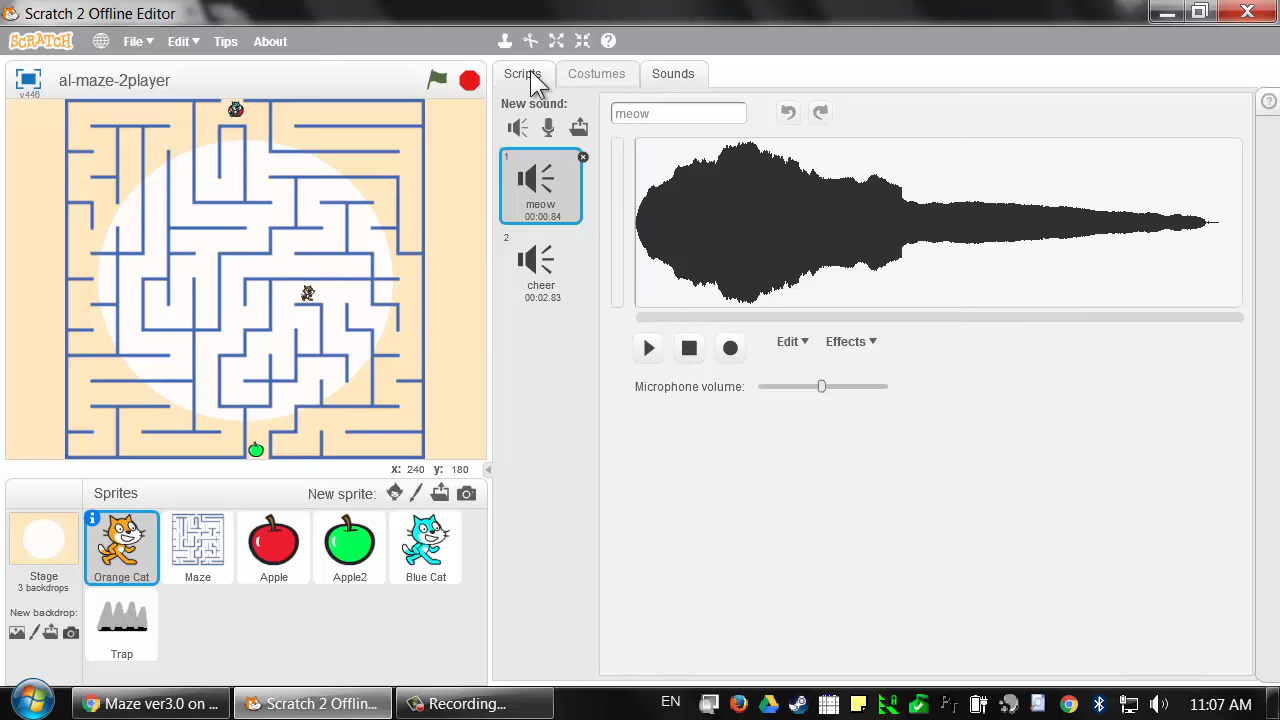 Scratch 2 Offline Editor
SCRATCH File Edit Tips About
al-maze-2player
v446
Scripts Costumes Sounds
New sound:
1
meow
00:00.84
2
cheer
00:02.83
meow
Edit Effects
Microphone volume:
x: 240 y: 180
Sprites New sprite:
Stage
3 backdrops
New backdrop:
Orange Cat
Maze
Apple
Apple2
Blue Cat
Trap
Maze ver3.0 on ...
Scratch 2 Offlin...
Recording...
EN
11:07 AM